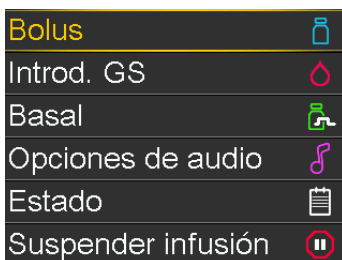 Bolus
Introd. GS
Basal
Opciones de audio
Estado
Suspender infusión